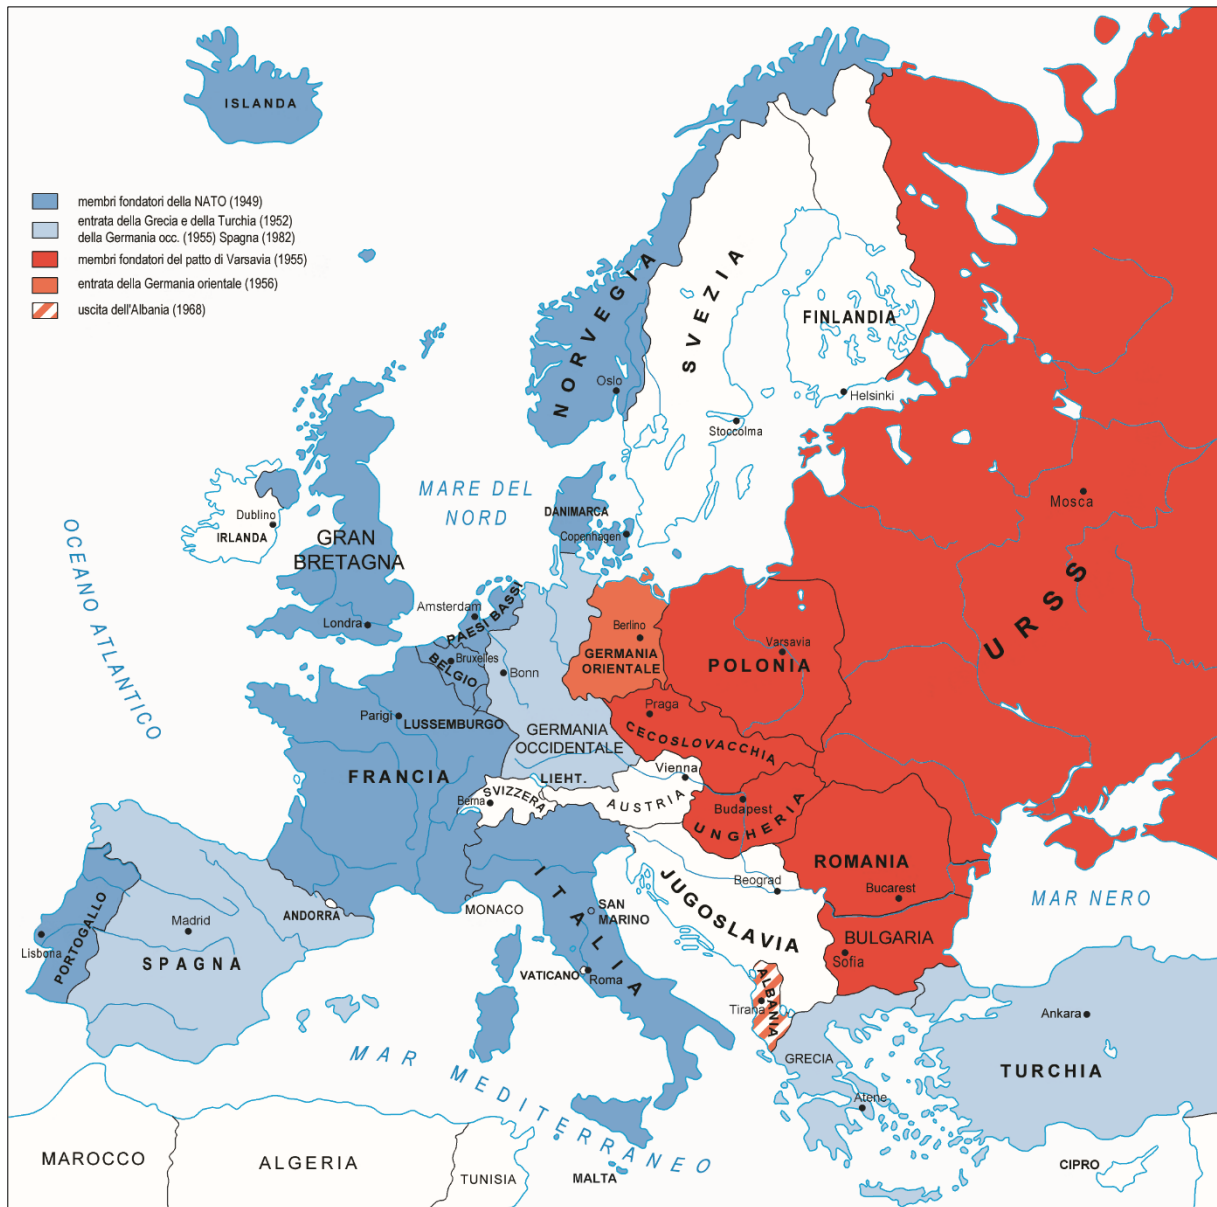 ISLANDA
membri fondatori della NATO (1949)
entrata della Grecia e della Turchia (1952)
della Germania occ. (1955) Spagna (1982)
membri fondatori del patto di Varsavia (1955)
entrata della Germania orientale (1956)
uscita dell'Albania (1968)
NORVEGIA
Oslo
SVEZIA
Stoccolma
FINLANDIA
Helsinki
MARE DEL
NORD
DANIMARCA
Copenhagen
Dublino
IRLANDA
GRAN
BRETAGNA
Londra
OCEANO ATLANTICO
Mosca
URSS
Amsterdam
PAESI BASSI
Bruxelles
BELGIO
Bonn
Berlino
GERMANIA
ORIENTALE
Varsavia
POLONIA
Praga
CECOSLOVACCHIA
Parigi
LUSSEMBURGO
GERMANIA
OCCIDENTALE
FRANCIA
LIEHT.
SVIZZERA
Berna
Vienna
AUSTRIA
Budapest
UNGHERIA
ROMANIA
Bucarest
JUGOSLAVIA
Beograd
MAR NERO
ITALIA
MONACO
SAN
MARINO
ANDORRA
Madrid
SPAGNA
PORTOGALLO
Lisbona
VATICANO
Roma
BULGARIA
Sofia
ALBANIA
Tirana
GRECIA
Atene
Ankara
TURCHIA
MAR MEDITERRANEO
MAROCCO
ALGERIA
TUNISIA
MALTA
CIPRO